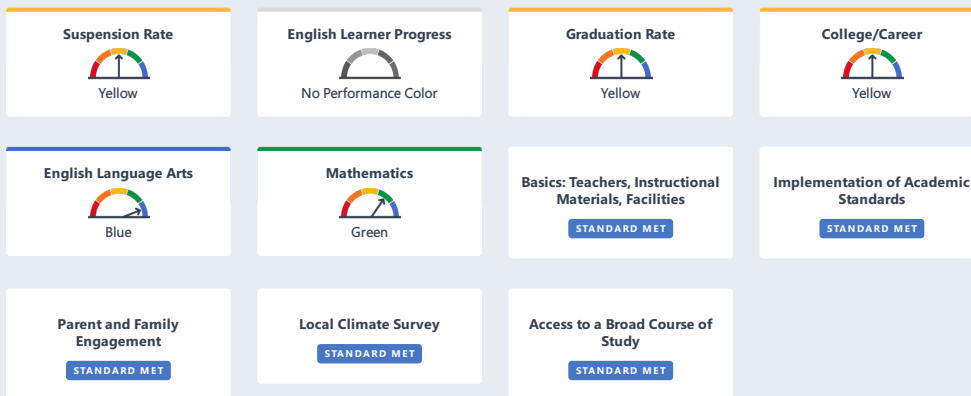 Suspension Rate
Yellow
English Learner Progress
No Performance Color
Graduation Rate
Yellow
College/Career
Yellow
English Language Arts
Blue
Mathematics
Green
Basics: Teachers, Instructional
Materials, Facilities
STANDARD MET
Implementation of Academic
Standards
STANDARD MET
Parent and Family
Engagement
STANDARD MET
Local Climate Survey
STANDARD MET
Access to a Broad Course of
Study
STANDARD MET